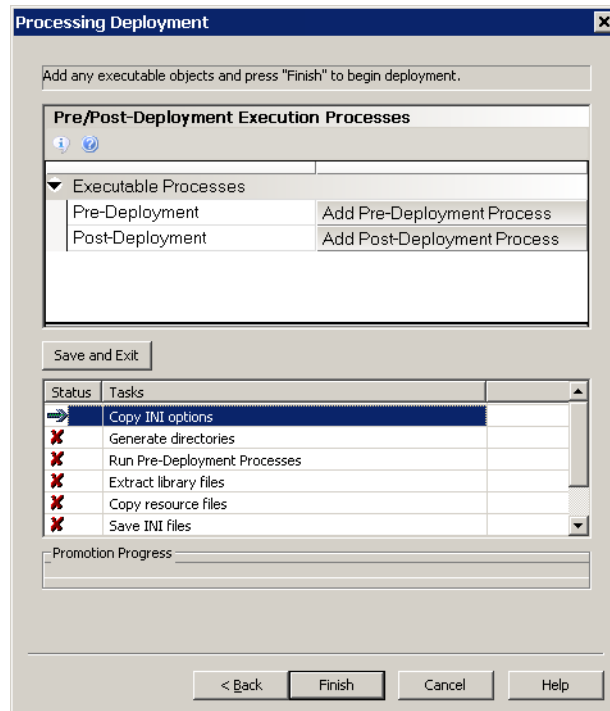 Processing Deployment
Add any executable objects and press "Finish" to begin deployment.
Pre/Post-Deployment Execution Processes
Executable Processes
Pre-Deployment Add Pre-Deployment Process
Post-Deployment Add Post-Deployment Process
Save and Exit
Status Tasks
Copy INI options
Generate directories
Run Pre-Deployment Processes
Extract library files
Copy resource files
Save INI files
Promotion Progress
< Back Finish Cancel Help